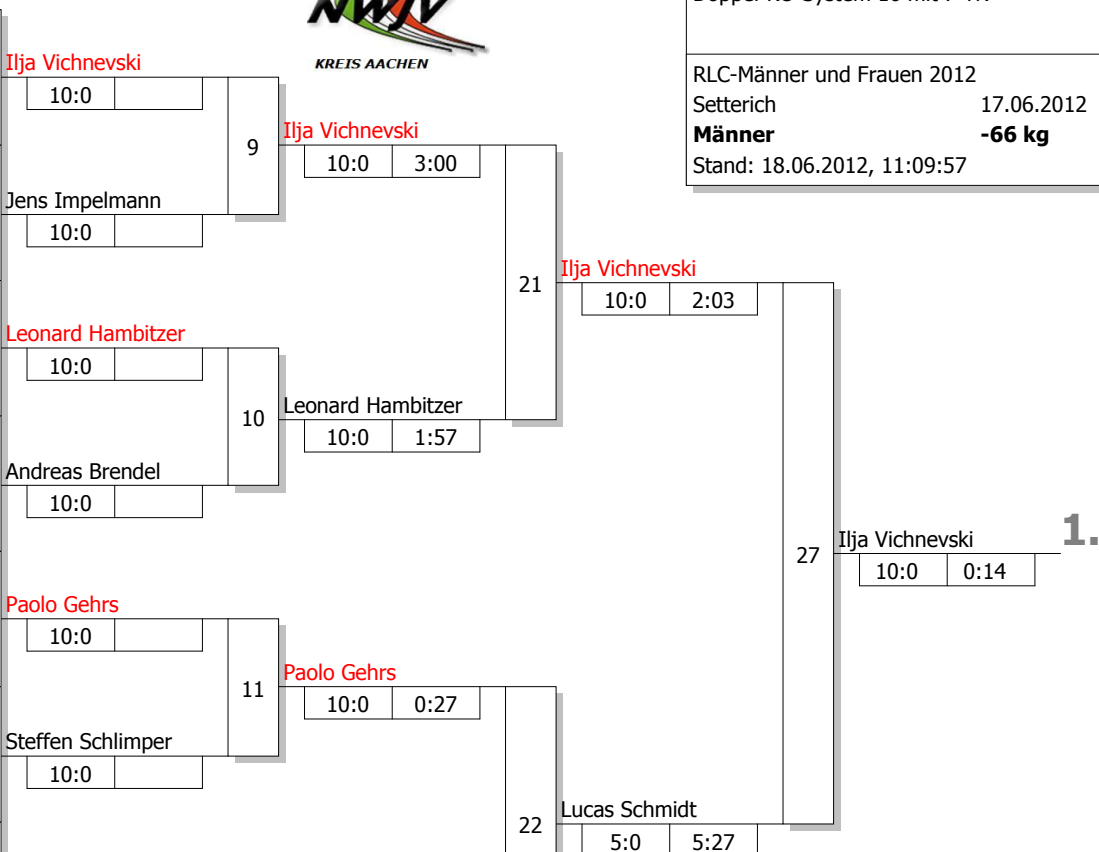 NWJV
KREIS AACHEN
RLC-Männer und Frauen 2012
Setterich 17.06.2012
Männer -66 kg
Stand: 18.06.2012, 11:09:57
Ilja Vichnevski
10:0
9
Ilja Vichnevski
10:0 3:00
Jens Impelmann
10:0
21
Ilja Vichnevski
10:0 2:03
Leonard Hambitzer
10:0
10
Leonard Hambitzer
10:0 1:57
Andreas Brendel
10:0
27
Ilja Vichnevski
10:0 0:14
1.
Paolo Gehrs
10:0
11
Paolo Gehrs
10:0 0:27
Steffen Schlimper
10:0
22
Lucas Schmidt
5:0 5:27